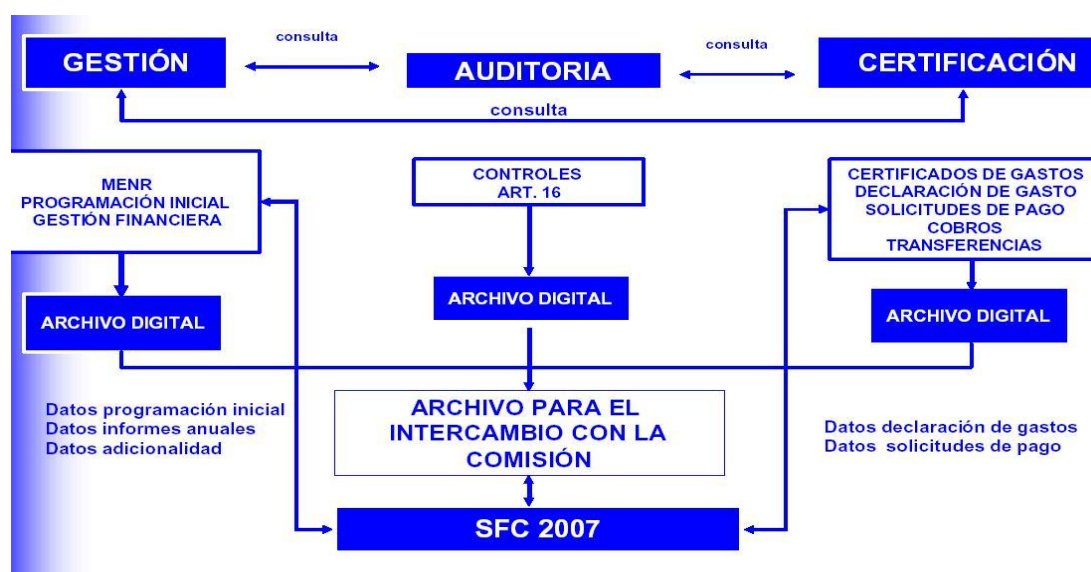 consulta
consulta
GESTIÓN
AUDITORIA
CERTIFICACIÓN
consulta
MENR
PROGRAMACIÓN INICIAL
GESTIÓN FINANCIERA
CONTROLES
ART. 16
CERTIFICADOS DE GASTOS
DECLARACIÓN DE GASTO
SOLICITUDES DE PAGO
COBROS
TRANSFERENCIAS
ARCHIVO DIGITAL
ARCHIVO DIGITAL
ARCHIVO DIGITAL
Datos programación inicial
Datos informes anuales
Datos adicionalidad
ARCHIVO PARA EL
INTERCAMBIO CON LA
COMISIÓN
Datos declaración de gastos
Datos solicitudes de pago
SFC 2007